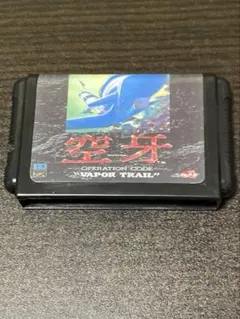 空牙
OPERATION CODE
"VAPOR TRAIL"